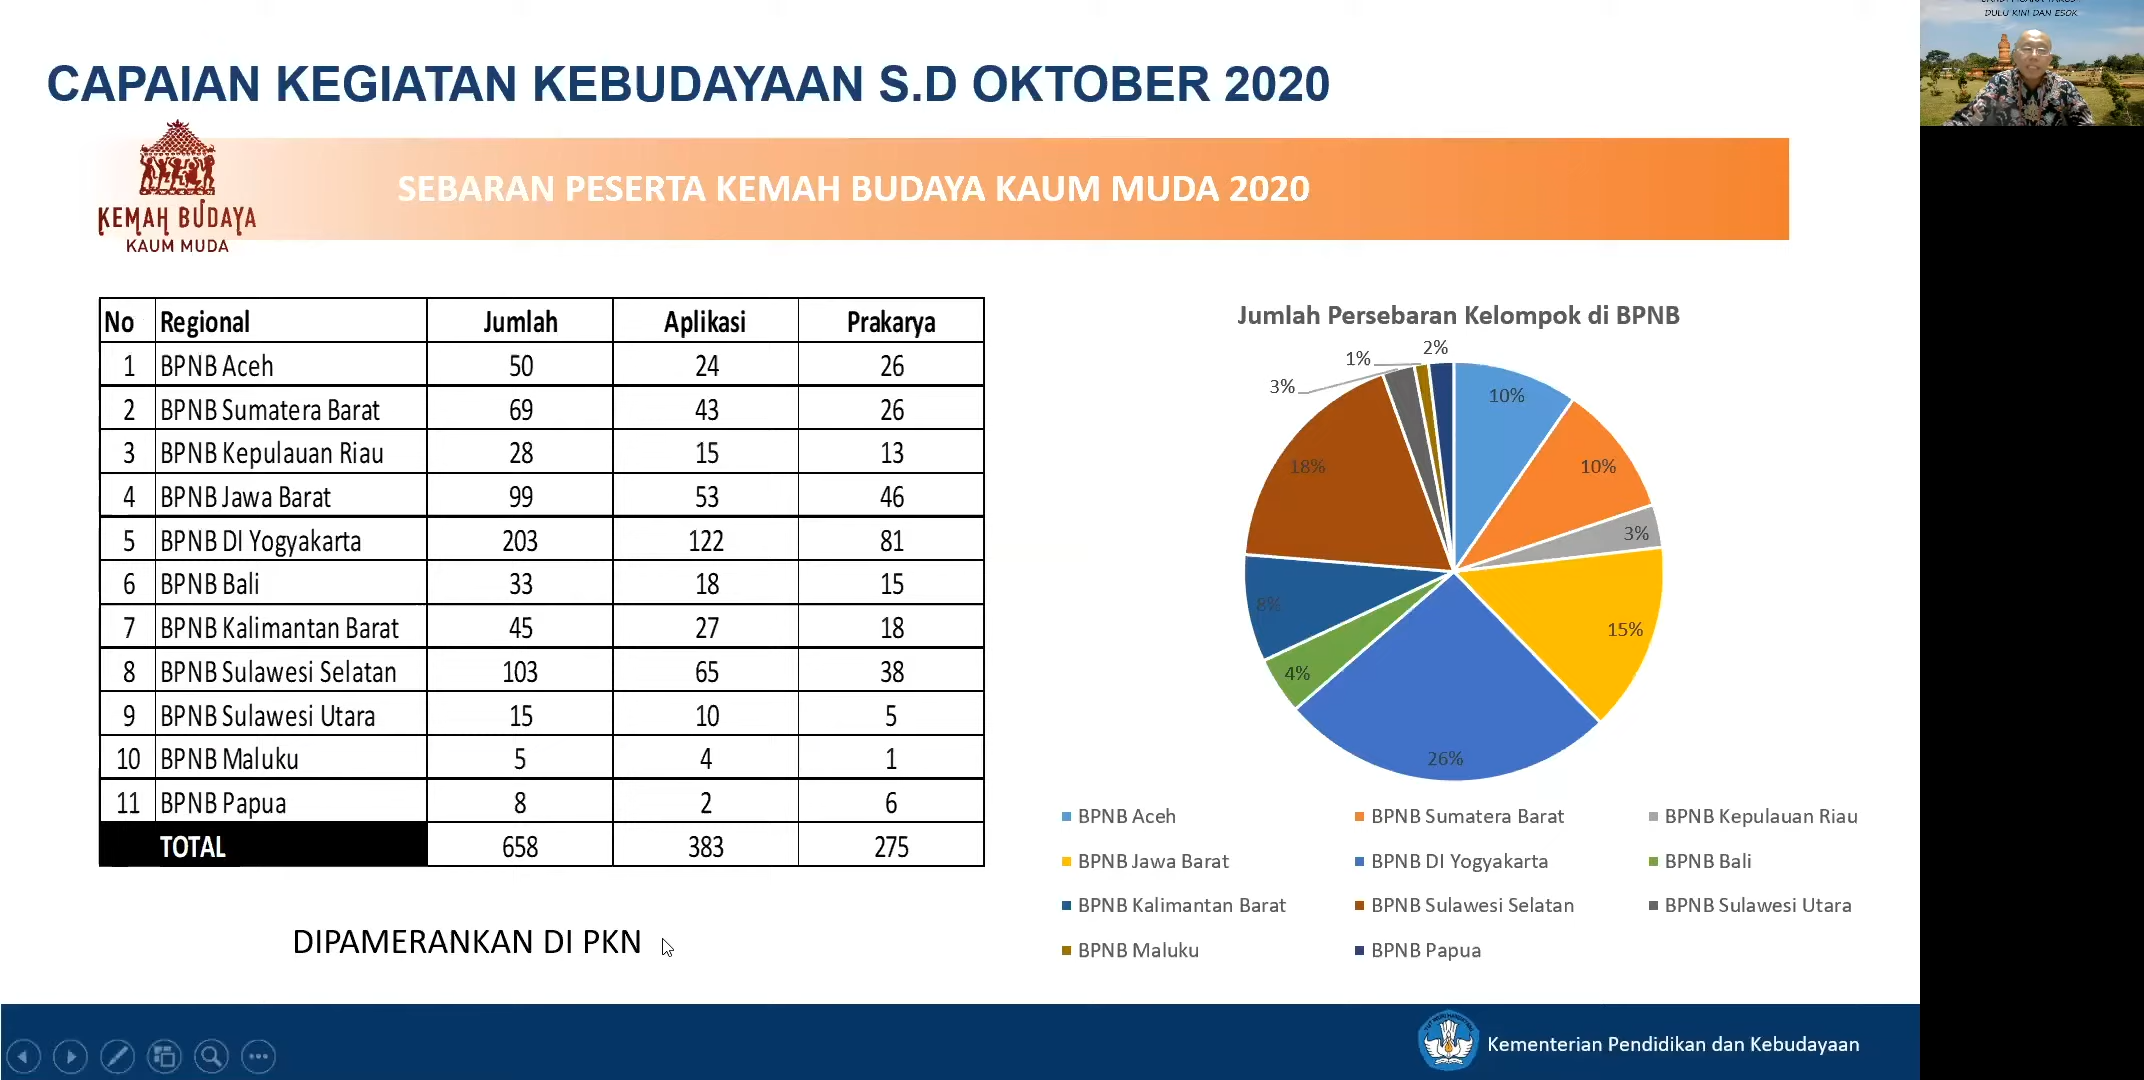 DULU KINI DAN ESOK
CAPAIAN KEGIATAN KEBUDAYAAN S.D OKTOBER 2020
KEMAH BUDAYA
KAUM MUDA
SEBARAN PESERTA KEMAH BUDAYA KAUM MUDA 2020
No Regional Jumlah Aplikasi Prakarya
1 BPNB Aceh 50 24 26
2 BPNB Sumatera Barat 69 43 26
3 BPNB Kepulauan Riau 28 15 13
4 BPNB Jawa Barat 99 53 46
5 BPNB DI Yogyakarta 203 122 81
6 BPNB Bali 33 18 15
7 BPNB Kalimantan Barat 45 27 18
8 BPNB Sulawesi Selatan 103 65 38
9 BPNB Sulawesi Utara 15 10 5
10 BPNB Maluku 5 4 1
11 BPNB Papua 8 2 6
TOTAL 658 383 275
DIPAMERANKAN DI PKN
Jumlah Persebaran Kelompok di BPNB
2%
1%
3%
10%
10%
18%
3%
8%
15%
4%
26%
BPNB Aceh BPNB Sumatera Barat BPNB Kepulauan Riau
BPNB Jawa Barat BPNB DI Yogyakarta BPNB Bali
BPNB Kalimantan Barat BPNB Sulawesi Selatan BPNB Sulawesi Utara
BPNB Maluku BPNB Papua
Kementerian Pendidikan dan Kebudayaan